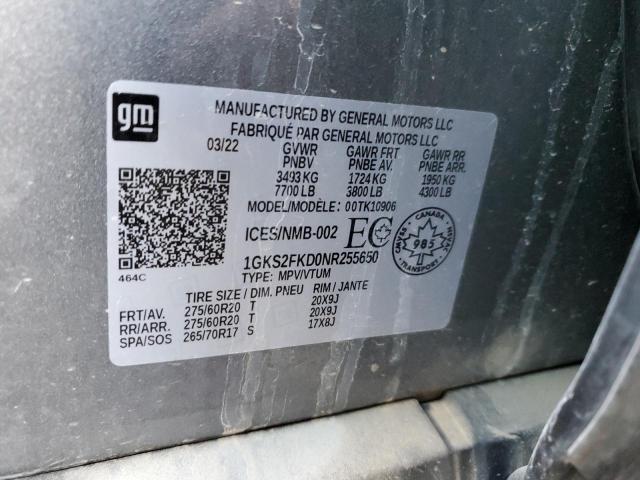 gm
MANUFACTURED BY GENERAL MOTORS LLC
FABRIQUÉ PAR GENERAL MOTORS LLC
03/22 GVWR GAWR FRT GAWR RR
PNBV PNBE AV. PNBE ARR.
3493 KG 1724 KG 1950 KG
7700 LB 3800 LB 4300 LB
MODEL/MODÈLE: 00TK10906
ICES/NMB-002 EC
CANADA
985
CMVSS
NSVAC
464C
1GKS2FKD0NR255650
TYPE: MPV/VTUM
TIRE SIZE / DIM. PNEU RIM / JANTE
FRT/AV. 275/60R20 T 20X9J
RR/ARR. 275/60R20 T 20X9J
SPA/SOS 265/70R17 S 17X8J